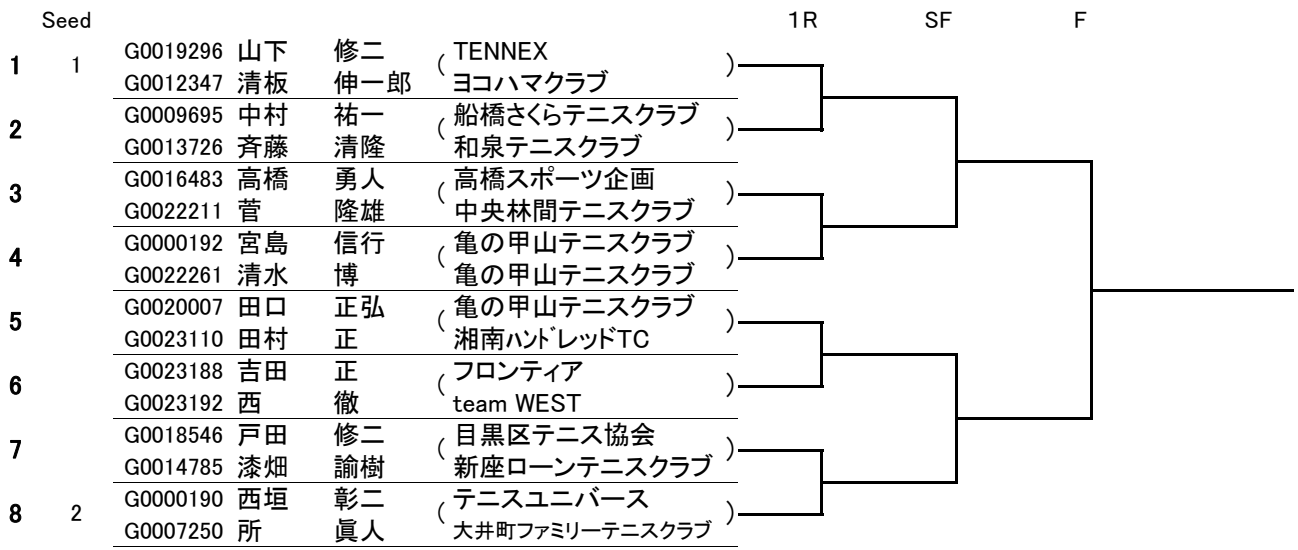 Seed 1R SF F
G0019296 山下 修二 ( TENNEX )
1 1
G0012347 清板 伸一郎 ヨコハマクラブ
G0009695 中村 祐一 ( 船橋さくらテニスクラブ )
2
G0013726 斉藤 清隆 和泉テニスクラブ
G0016483 高橋 勇人 ( 高橋スポーツ企画 )
3
G0022211 菅 隆雄 中央林間テニスクラブ
G0000192 宮島 信行 ( 亀の甲山テニスクラブ )
4
G0022261 清水 博 亀の甲山テニスクラブ
G0020007 田口 正弘 ( 亀の甲山テニスクラブ )
5
G0023110 田村 正 湘南ハンドレッドTC
G0023188 吉田 正 ( フロンティア )
6
G0023192 西 徹 team WEST
G0018546 戸田 修二 ( 目黒区テニス協会 )
7
G0014785 漆畑 諭樹 新座ローンテニスクラブ
G0000190 西垣 彰二 ( テニスユニバース )
8 2
G0007250 所 眞人 大井町ファミリーテニスクラブ